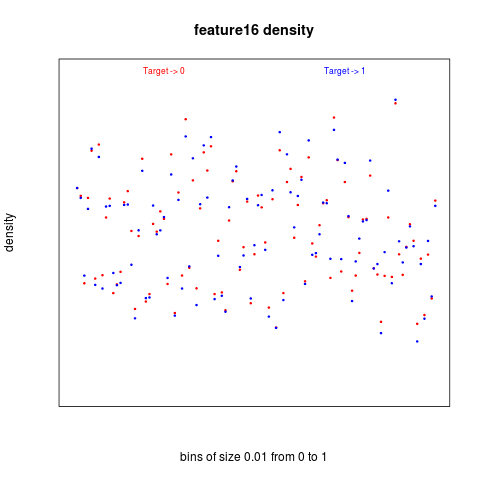 feature16 density
Target -> 0
Target -> 1
density
bins of size 0.01 from 0 to 1